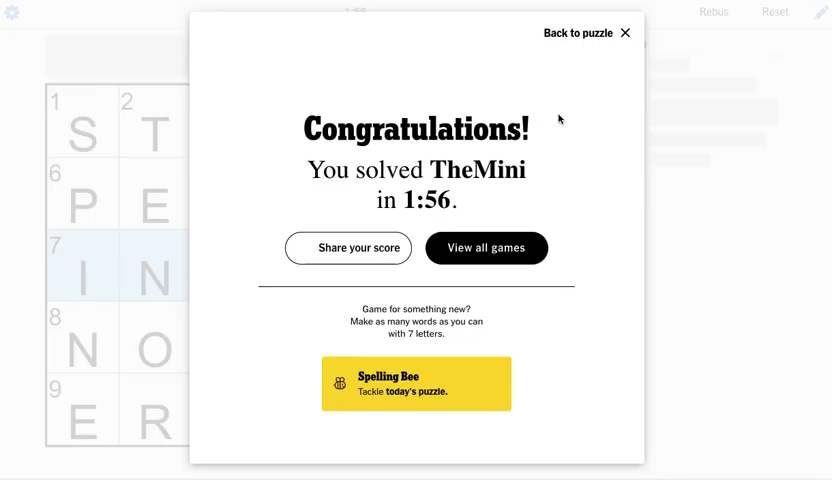 Rebus Reset
Back to puzzle
1 2
S T
6
P E
7
I N
8
N O
9
E R
Congratulations!
You solved TheMini
in 1:56.
Share your score View all games
Game for something new?
Make as many words as you can
with 7 letters.
Spelling Bee
Tackle today's puzzle.